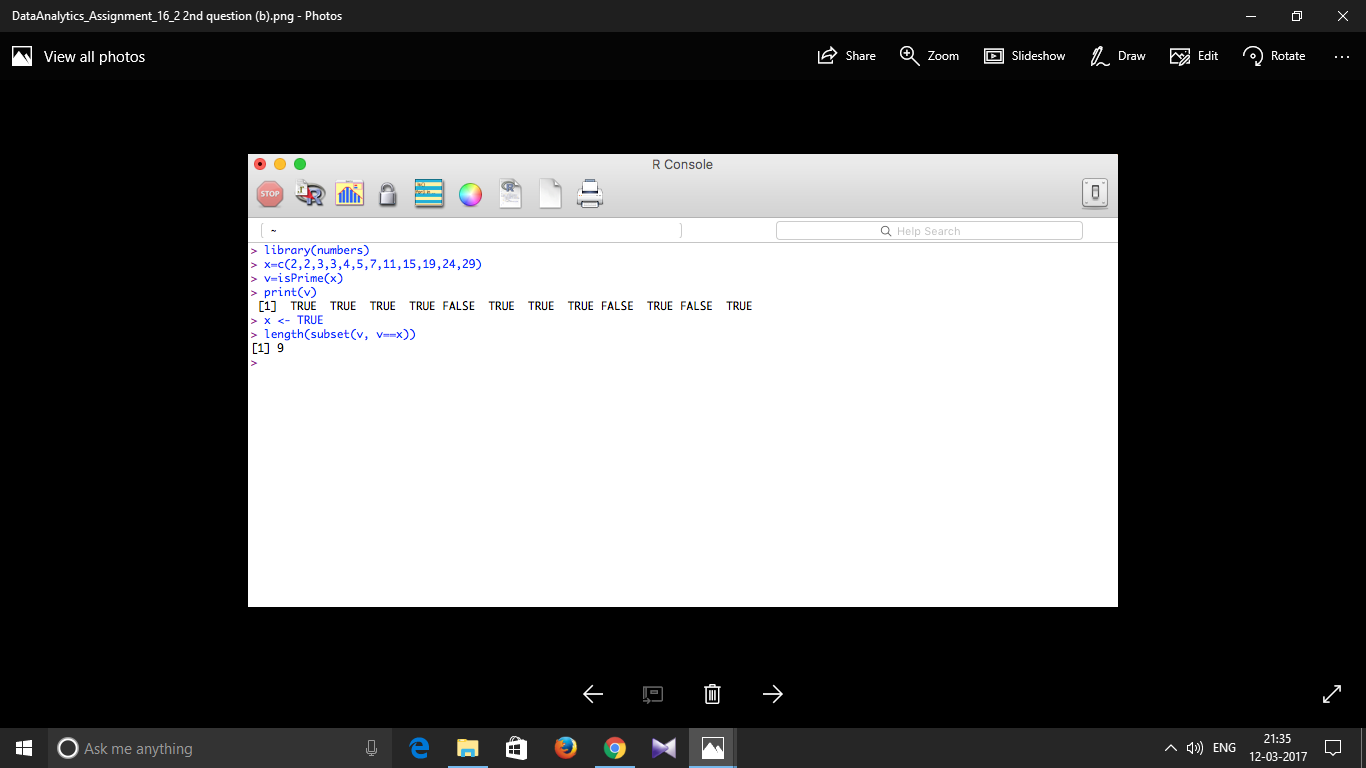 DataAnalytics_Assignment_16_2 2nd question (b).png - Photos
View all photos
Share
Zoom
Slideshow
Draw
Edit
Rotate
R Console
STOP
~
Help Search
> library(numbers)
> x=c(2,2,3,3,4,5,7,11,15,19,24,29)
> v=isPrime(x)
> print(v)
[1] TRUE TRUE TRUE TRUE FALSE TRUE TRUE TRUE FALSE TRUE FALSE TRUE
> x <- TRUE
> length(subset(v, v==x))
[1] 9
>
Ask me anything
ENG
21:35
12-03-2017